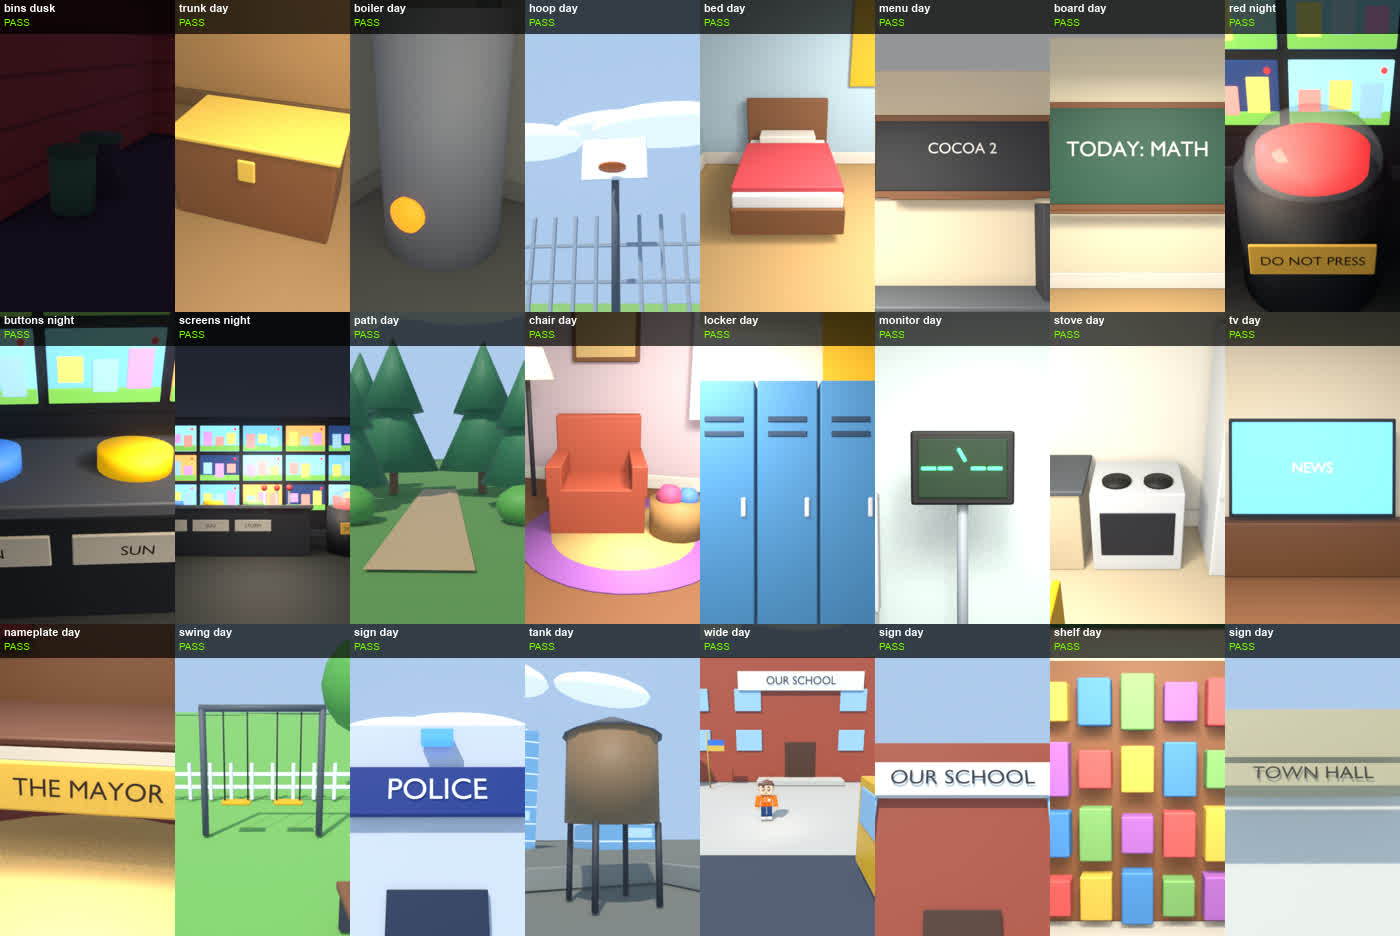 bins dusk
PASS
trunk day
PASS
boiler day
PASS
hoop day
PASS
bed day
PASS
menu day
PASS
COCOA 2
board day
PASS
TODAY: MATH
red night
PASS
DO NOT PRESS
buttons night
PASS
SUN
screens night
PASS
SUN
STORM
path day
PASS
chair day
PASS
locker day
PASS
monitor day
PASS
stove day
PASS
tv day
PASS
NEWS
nameplate day
PASS
THE MAYOR
swing day
PASS
sign day
PASS
POLICE
tank day
PASS
wide day
PASS
OUR SCHOOL
sign day
PASS
OUR SCHOOL
shelf day
PASS
sign day
PASS
TOWN HALL